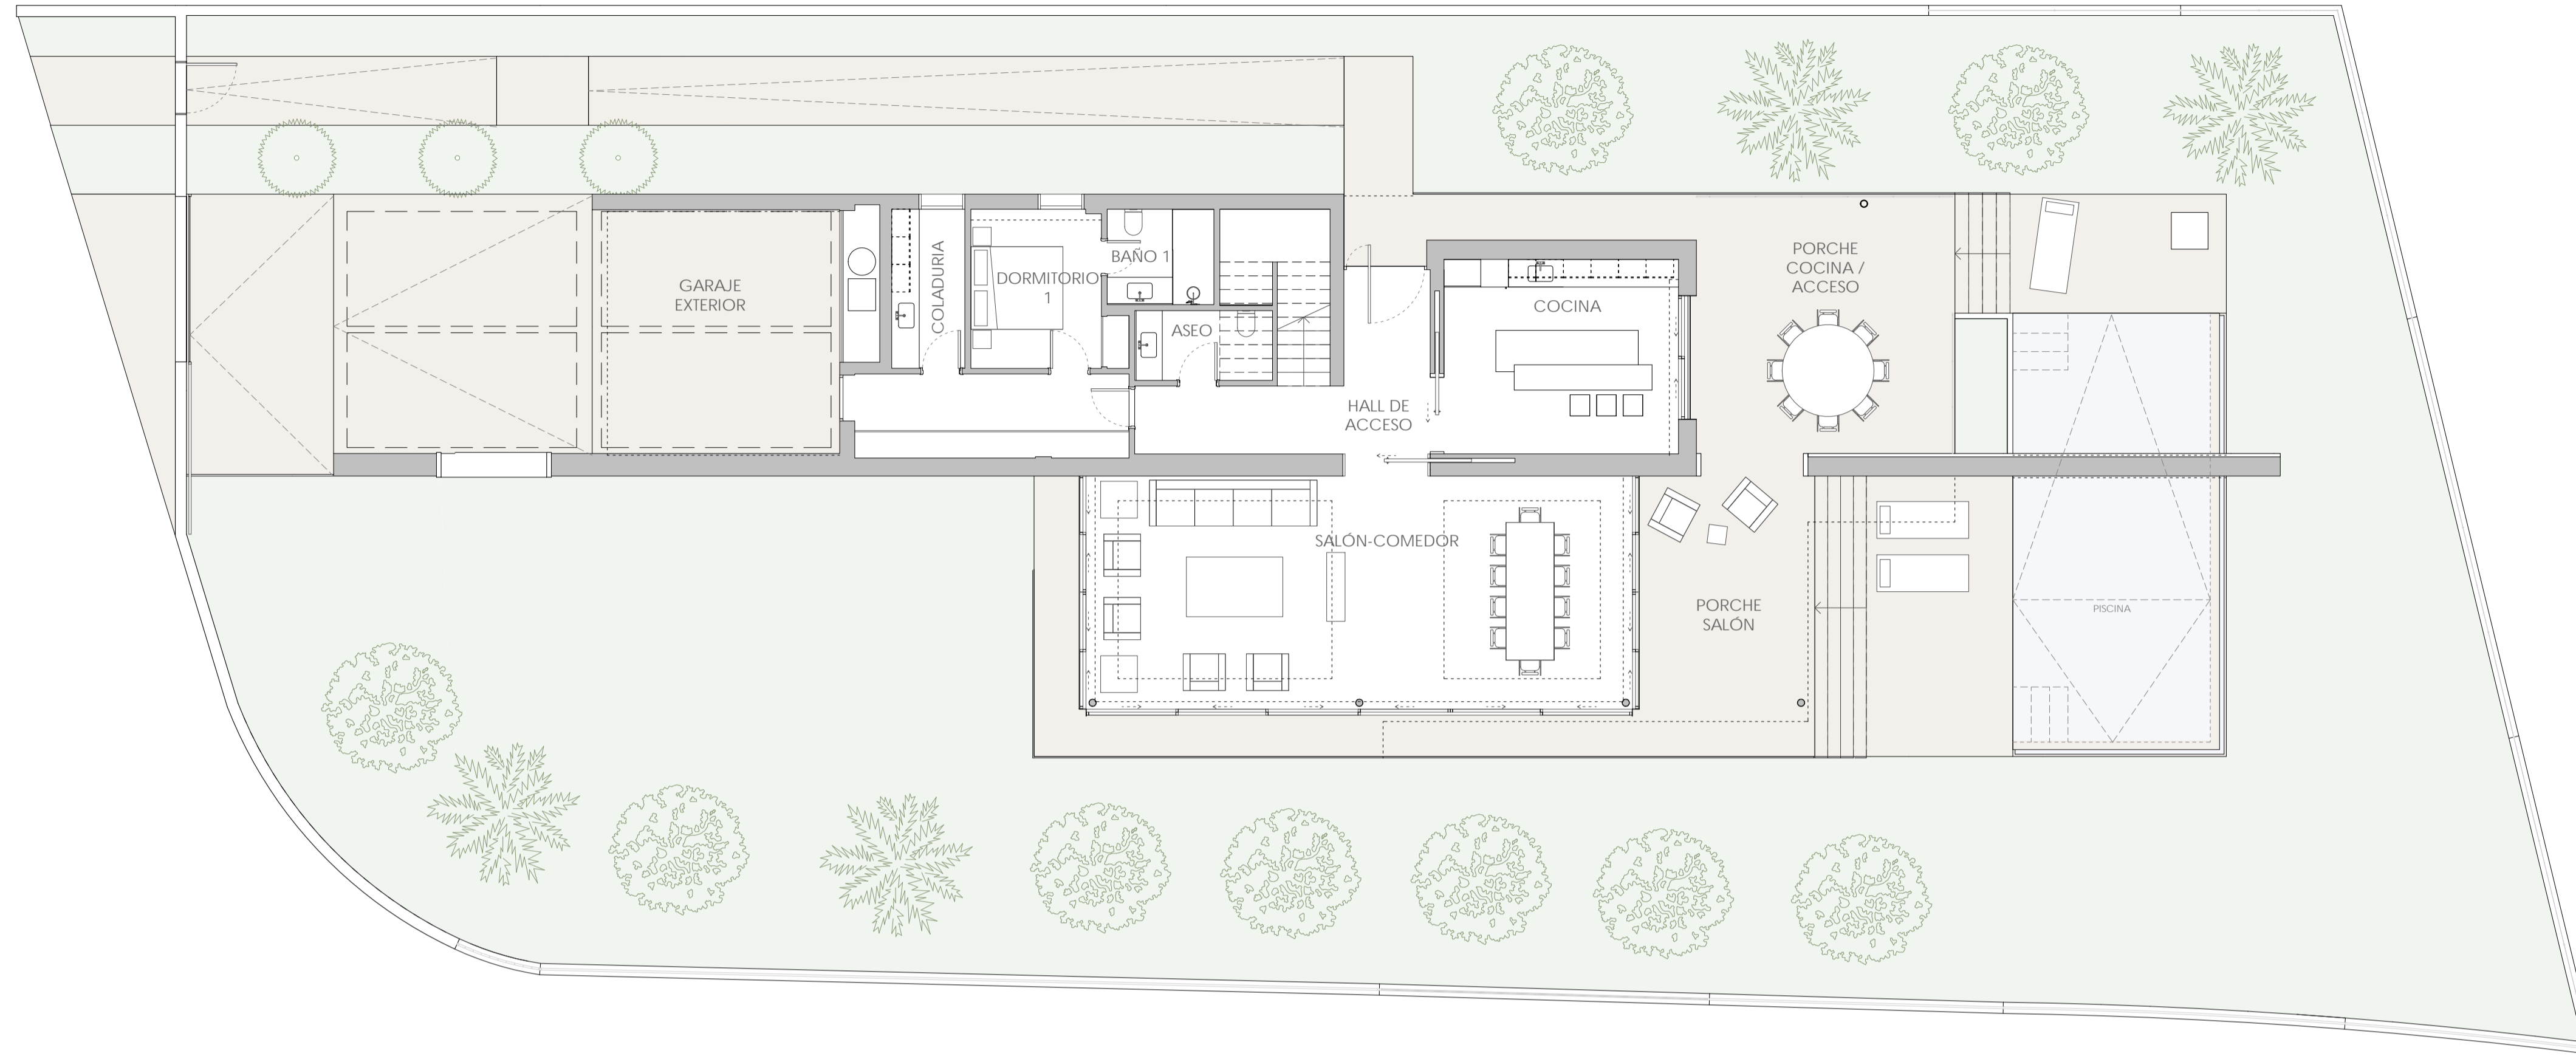 GARAJE
EXTERIOR
COLADURIA
DORMITORIO
1
BAÑO 1
ASEO
HALL DE
ACCESO
COCINA
PORCHE
COCINA /
ACCESO
SALÓN-COMEDOR
PORCHE
SALÓN
PISCINA